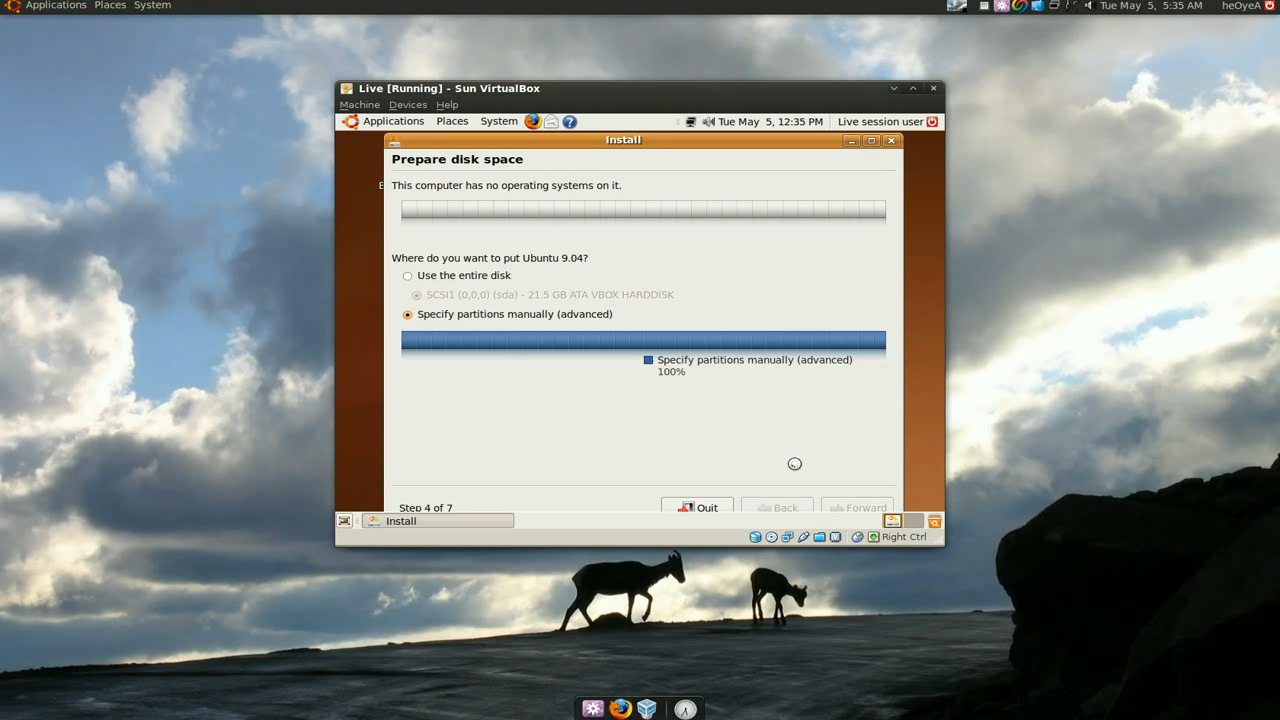 Applications Places System
Tue May 5, 5:35 AM heOyeA
Live [Running] - Sun VirtualBox
Machine Devices Help
Applications Places System
Tue May 5, 12:35 PM Live session user
Install
Prepare disk space
E
This computer has no operating systems on it.
Where do you want to put Ubuntu 9.04?
Use the entire disk
SCSI1 (0,0,0) (sda) - 21.5 GB ATA VBOX HARDDISK
Specify partitions manually (advanced)
Specify partitions manually (advanced)
100%
Step 4 of 7
Quit Back Forward
Install
Right Ctrl